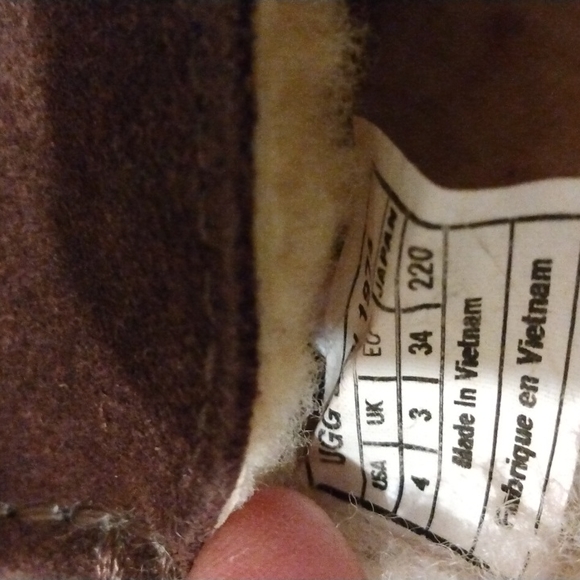 UGG
USA UK EU JAPAN
4 3 34 220
Made In Vietnam
Fabrique en Vietnam